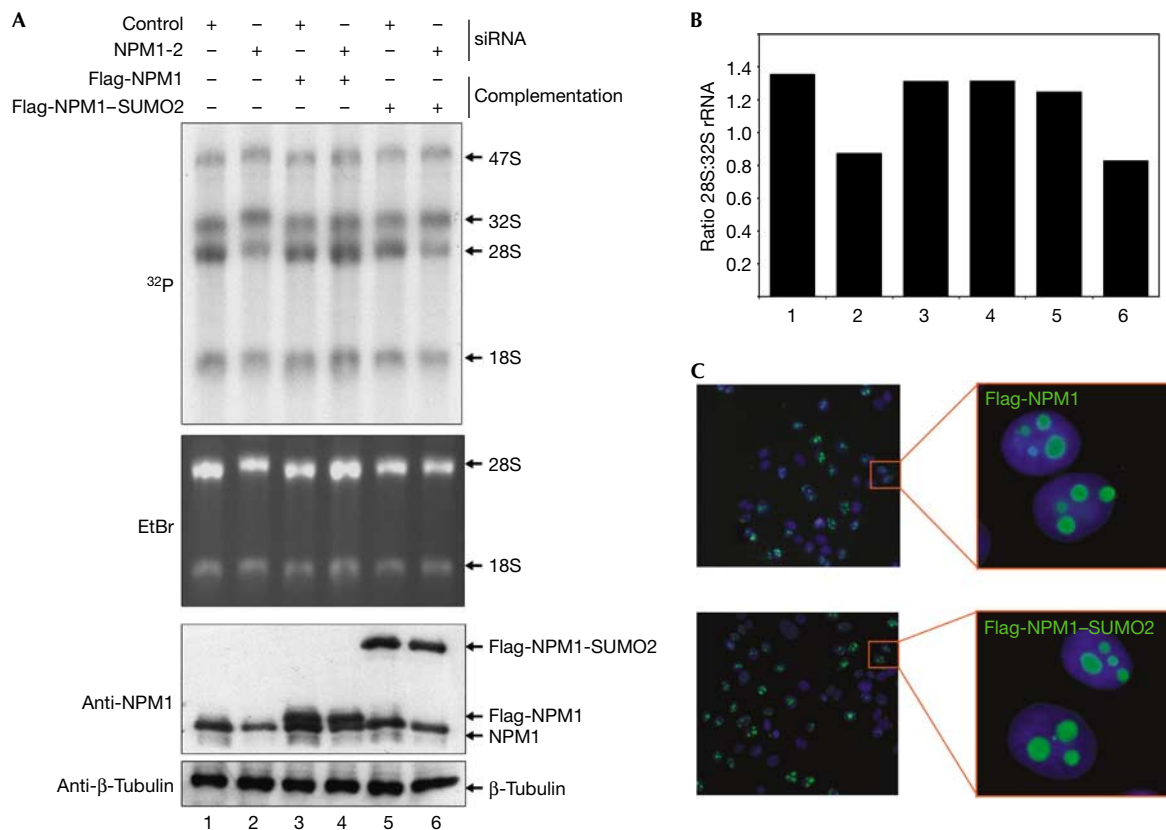 A
Control + – + – + –
NPM1-2 – + – + – +
siRNA
Flag-NPM1 – – + + – –
Flag-NPM1–SUMO2 – – – – + +
Complementation
47S
32S
28S
18S
³²P
28S
18S
EtBr
Flag-NPM1-SUMO2
Flag-NPM1
NPM1
Anti-NPM1
Anti-β-Tubulin
β-Tubulin
1 2 3 4 5 6
B
Ratio 28S:32S rRNA
1.4
1.2
1.0
0.8
0.6
0.4
0.2
1 2 3 4 5 6
C
Flag-NPM1
Flag-NPM1–SUMO2